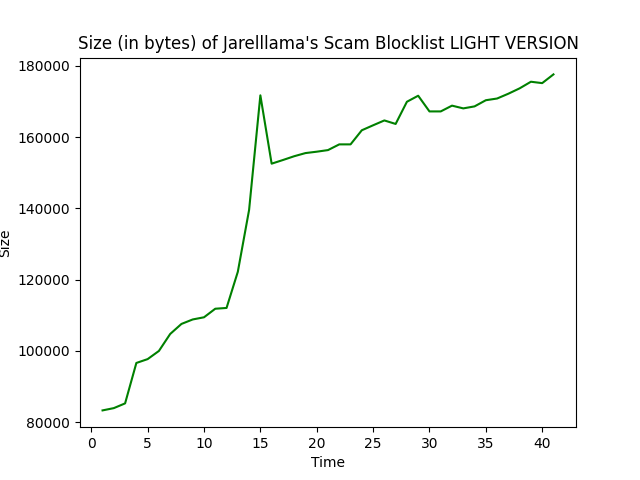 Size (in bytes) of Jarelllama's Scam Blocklist LIGHT VERSION
180000
160000
140000
120000
100000
80000
Size
0 5 10 15 20 25 30 35 40
Time